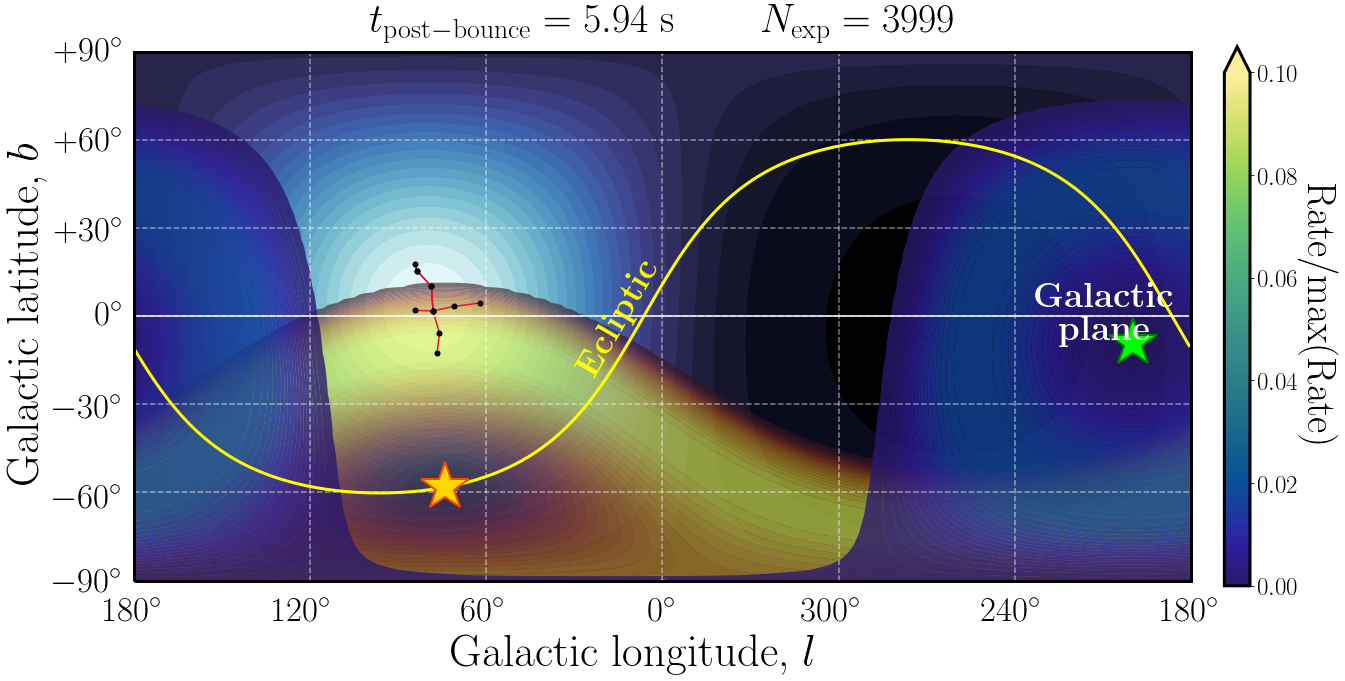 t_post−bounce = 5.94 s N_exp = 3999
+90°
+60°
+30°
0°
−30°
−60°
−90°
Galactic latitude, b
Ecliptic
Galactic
plane
180° 120° 60° 0° 300° 240° 180°
Galactic longitude, l
0.10
0.08
0.06
0.04
0.02
0.00
Rate/max(Rate)